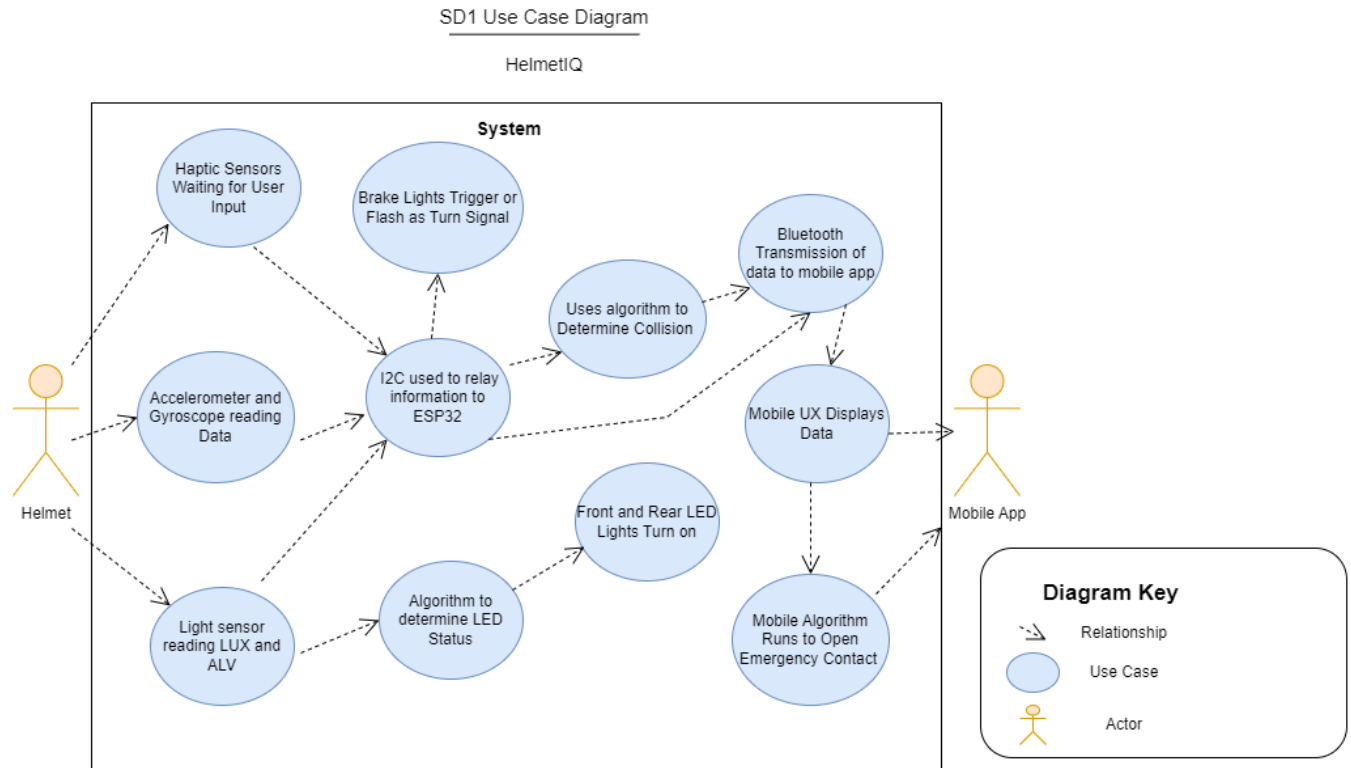 SD1 Use Case Diagram
HelmetIQ
System
Haptic Sensors
Waiting for User
Input
Brake Lights Trigger or
Flash as Turn Signal
Bluetooth
Transmission of
data to mobile app
Uses algorithm to
Determine Collision
Accelerometer and
Gyroscope reading
Data
I2C used to relay
information to
ESP32
Mobile UX Displays
Data
Helmet
Mobile App
Front and Rear LED
Lights Turn on
Light sensor
reading LUX and
ALV
Algorithm to
determine LED
Status
Mobile Algorithm
Runs to Open
Emergency Contact
Diagram Key
Relationship
Use Case
Actor